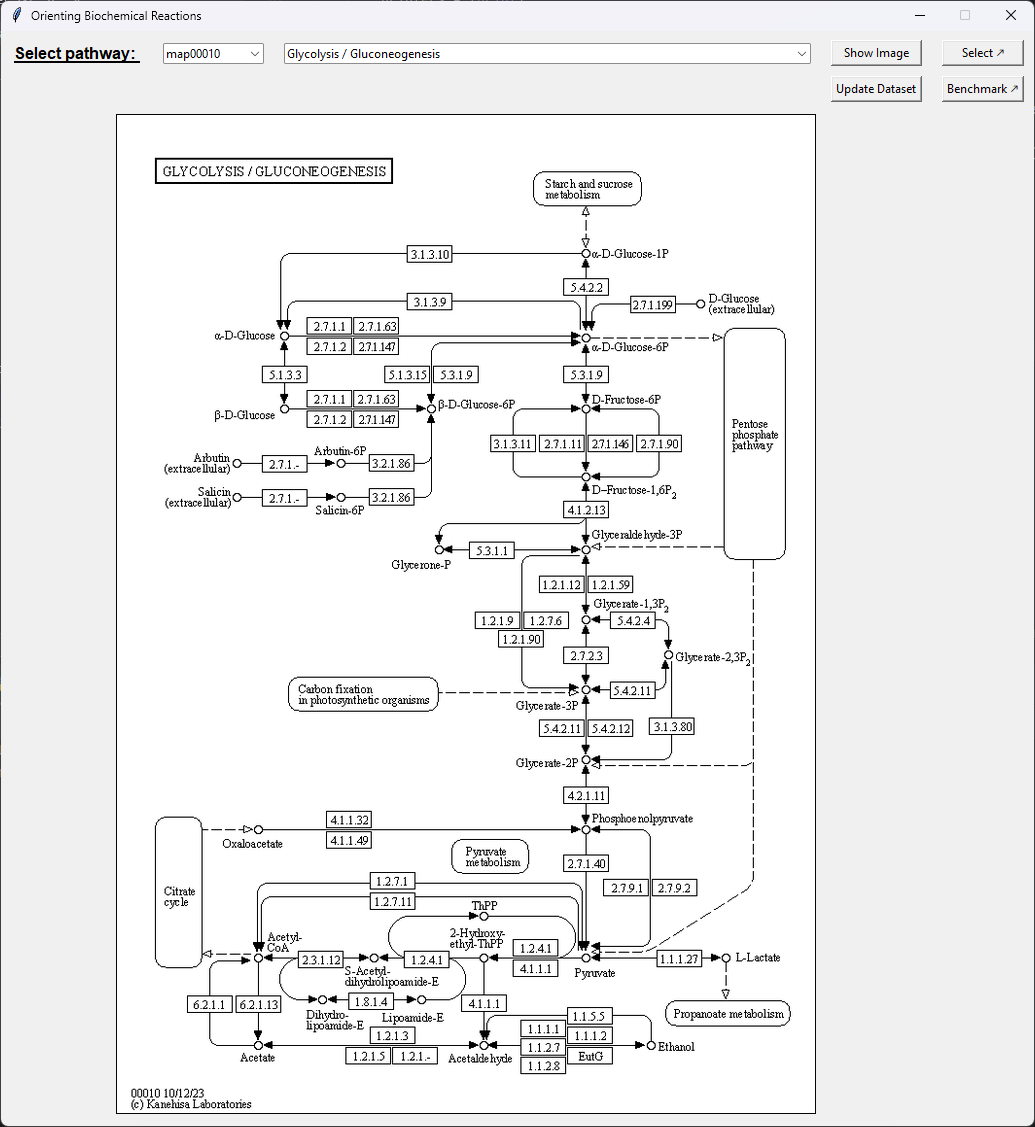 Orienting Biochemical Reactions
Select pathway:
map00010
Glycolysis / Gluconeogenesis
Show Image
Select ↗
Update Dataset
Benchmark ↗
GLYCOLYSIS / GLUCONEOGENESIS
Starch and sucrose
metabolism
3.1.3.10
α-D-Glucose-1P
5.4.2.2
3.1.3.9
2.7.1.199
D-Glucose
(extracellular)
2.7.1.1
2.7.1.63
α-D-Glucose
2.7.1.2
2.7.1.147
α-D-Glucose-6P
5.1.3.3
5.3.1.15
5.3.1.9
5.3.1.9
2.7.1.1
2.7.1.63
β-D-Glucose
2.7.1.2
2.7.1.147
β-D-Glucose-6P
D-Fructose-6P
Pentose
phosphate
pathway
3.1.3.11
2.7.1.11
2.7.1.146
2.7.1.90
Arbutin
(extracellular)
2.7.1.-
Arbutin-6P
3.2.1.86
Salicin
(extracellular)
2.7.1.-
Salicin-6P
3.2.1.86
D-Fructose-1,6P2
4.1.2.13
Glyceraldehyde-3P
5.3.1.1
Glycerone-P
1.2.1.12
1.2.1.59
Glycerate-1,3P2
1.2.1.9
1.2.7.6
5.4.2.4
1.2.1.90
2.7.2.3
Glycerate-2,3P2
Carbon fixation
in photosynthetic organisms
5.4.2.11
Glycerate-3P
5.4.2.11
5.4.2.12
3.1.3.80
Glycerate-2P
4.2.1.11
4.1.1.32
Phosphoenolpyruvate
Oxaloacetate
4.1.1.49
Pyruvate
metabolism
2.7.1.40
Citrate
cycle
1.2.7.1
2.7.9.1
2.7.9.2
1.2.7.11
ThPP
Acetyl-
CoA
2-Hydroxy-
ethyl-ThPP
1.2.4.1
2.3.1.12
1.2.4.1
4.1.1.1
Pyruvate
1.1.1.27
L-Lactate
S-Acetyl-
dihydrolipoamide-E
6.2.1.1
6.2.1.13
1.8.1.4
4.1.1.1
Dihydro-
lipoamide-E
Lipoamide-E
Propanoate metabolism
1.1.5.5
1.2.1.3
1.1.1.1
1.1.1.2
Acetate
1.2.1.5
1.2.1.-
Acetaldehyde
1.1.2.7
EutG
Ethanol
1.1.2.8
00010 10/12/23
(c) Kanehisa Laboratories